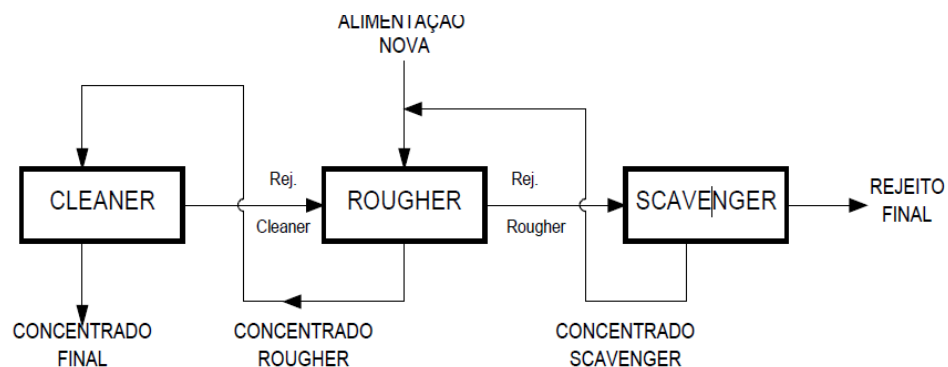 ALIMENTAÇÃO
NOVA
CLEANER
Rej.
Cleaner
ROUGHER
Rej.
Rougher
SCAVENGER
REJEITO
FINAL
CONCENTRADO
FINAL
CONCENTRADO
ROUGHER
CONCENTRADO
SCAVENGER